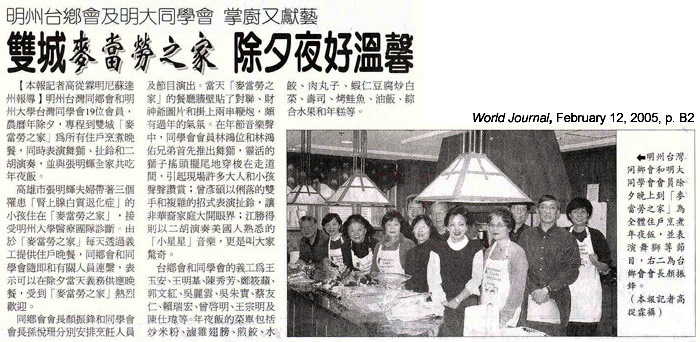 明州台鄉會及明大同學會 掌廚又獻藝
雙城麥當勞之家 除夕夜好溫馨
【本報記者高從霖明尼蘇達
州報導】明州台灣同鄉會和明
州大學台灣同學會19位會員,
農曆年除夕,專程到雙城「麥
當勞之家」為所有住戶烹煮晚
餐,同時表演舞獅、扯鈴和二
胡演奏,並與張明輝全家共吃
年夜飯。
高雄市張明輝夫婦帶著三個
罹患「腎上腺白質退化症」的
小孩住在「麥當勞之家」,接
受明州大學醫療團隊診斷。由
於「麥當勞之家」每天透過義
工提供住戶晚餐,同鄉會和同
學會隨即和有關人員連繫,表
示可以在除夕當天義務供應晚
餐,受到「麥當勞之家」熱烈
歡迎。
同鄉會會長顏振鋒和同學會
會長孫悅珊分別安排烹飪人員
及節目演出。當天「麥當勞之
家」的餐廳牆壁貼了對聯、財
神爺圖片和掛上兩串鞭炮,頗
有過年的氣氛。在年節音樂聲
中,同學會會員林鴻位和林鴻
佑兄弟首先推出舞獅,靈活的
獅子搖頭擺尾地穿梭在走道
間,引起現場許多大人和小孩
聲聲讚賞;曾彥碩以俐落的雙
手和複雜的招式表演扯鈴,讓
非華裔家庭大開眼界;江勝得
則以二胡演奏美國人熟悉的
「小星星」音樂,更是叫大家
驚奇。
台鄉會和同學會的義工為王
玉安、王明基、陳秀芳、鄭筱蘋、
郭文紅、吳麗雲、吳朱實、蔡友
仁、賴瑞宏、曾啓明、王宗明及
陳仕瑋等。年夜飯的菜單包括
炒米粉、滷雞翅膀、煎餃、水
餃、肉丸子、蝦仁豆腐炒白
菜、壽司、烤鮭魚、油飯、綜
合水果和年糕等。
World Journal, February 12, 2005, p. B2
⬅明州台灣
同鄉會和明大
同學會會員除
夕晚上到「麥
當勞之家」為
全體住戶烹煮
年夜飯,並表
演舞獅等節
目,右二為台
鄉會會長顏振
鋒。
(本報記者高
從霖攝)